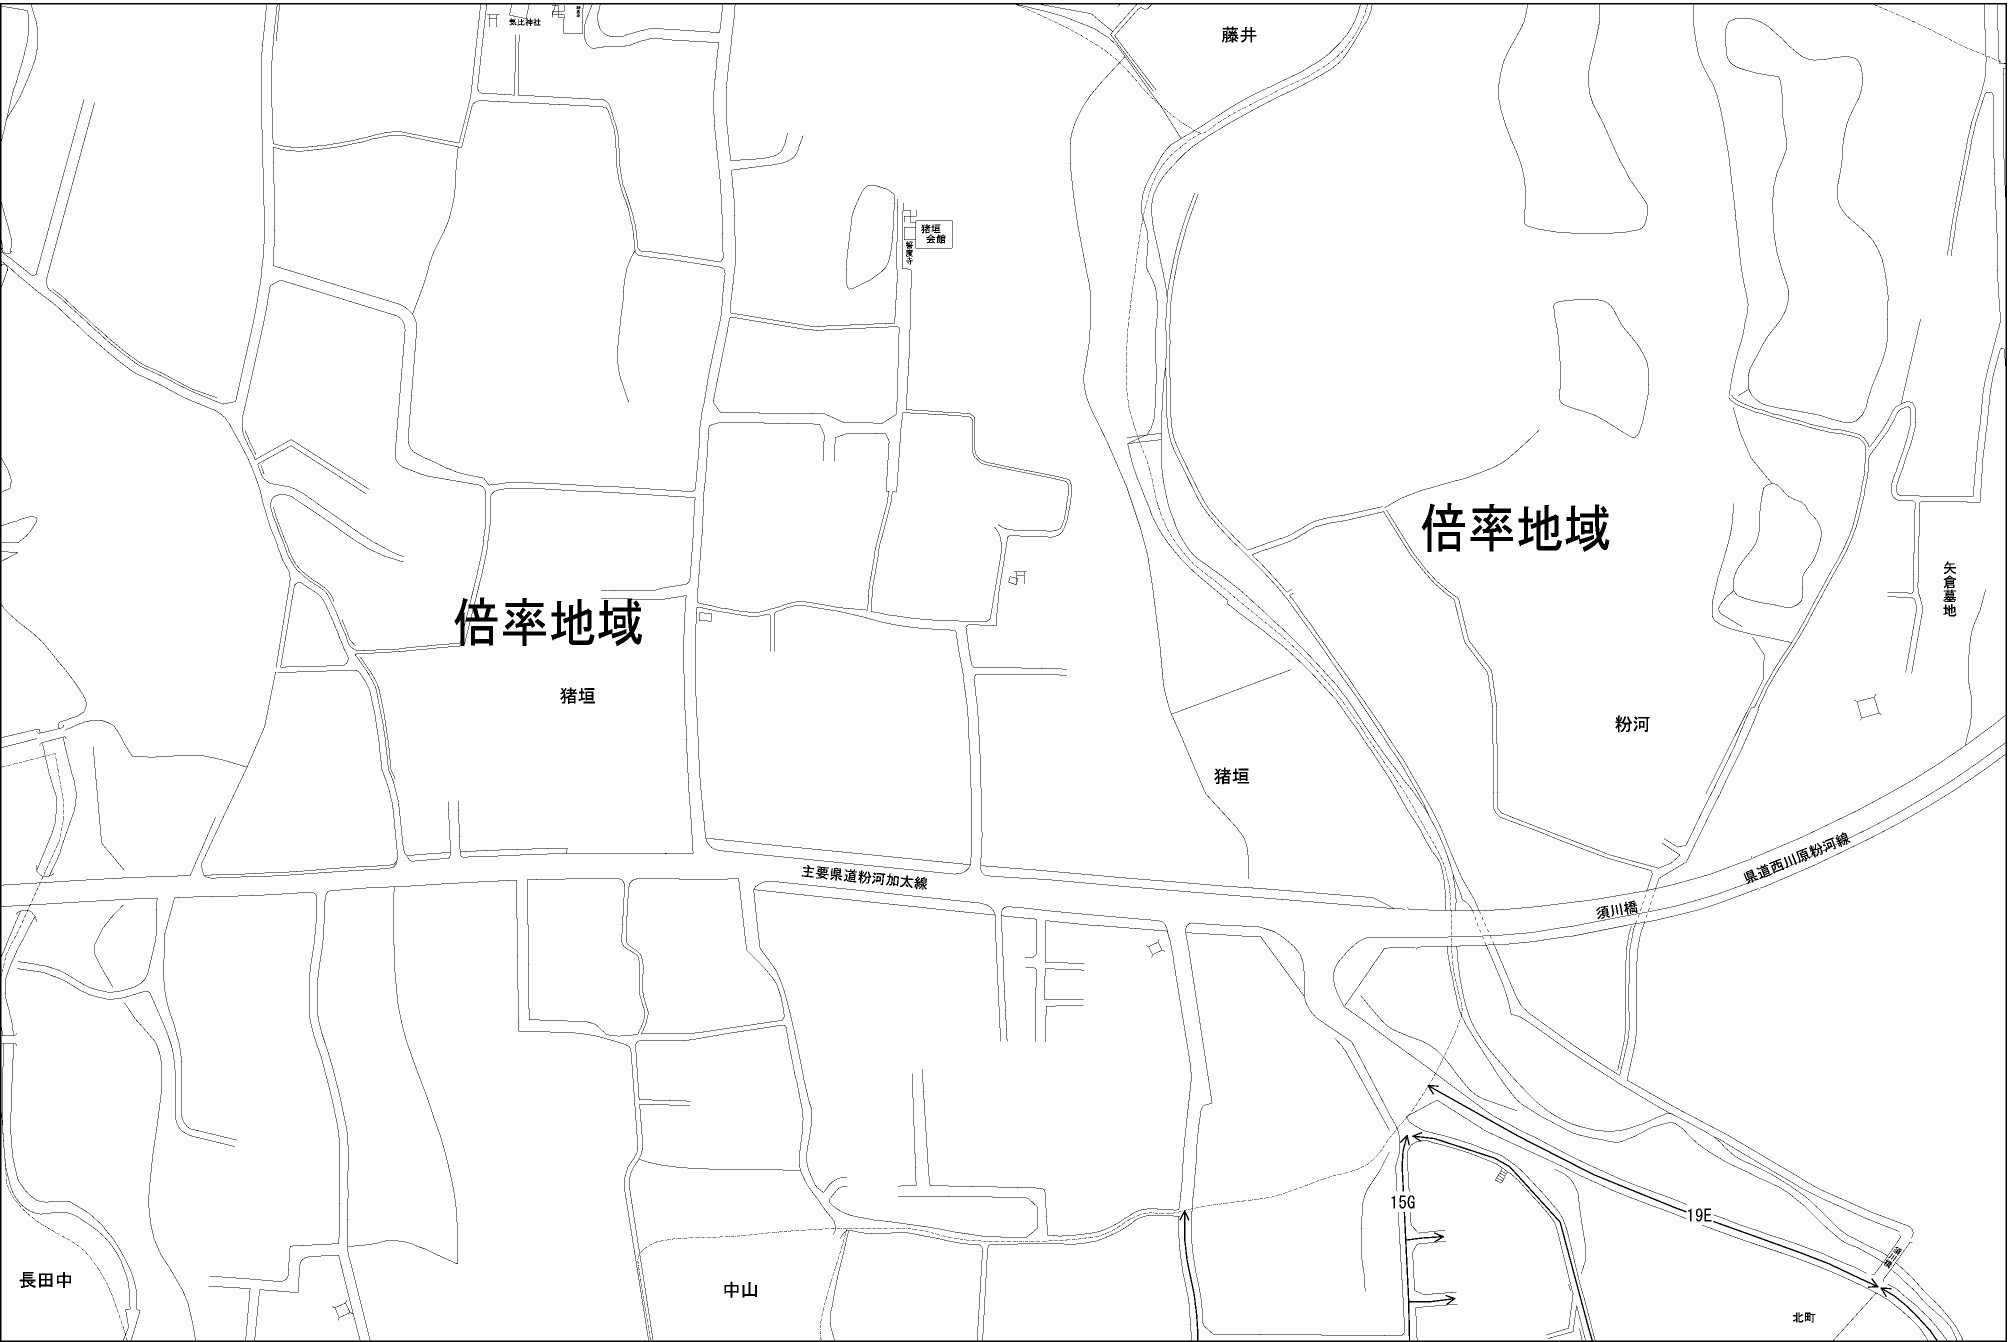 気比神社
藤井
猪垣
会館
誓度寺
倍率地域
倍率地域
矢倉墓地
猪垣
粉河
猪垣
県道西川原粉河線
主要県道粉河加太線
須川橋
15G
19E
長田中
中山
北町